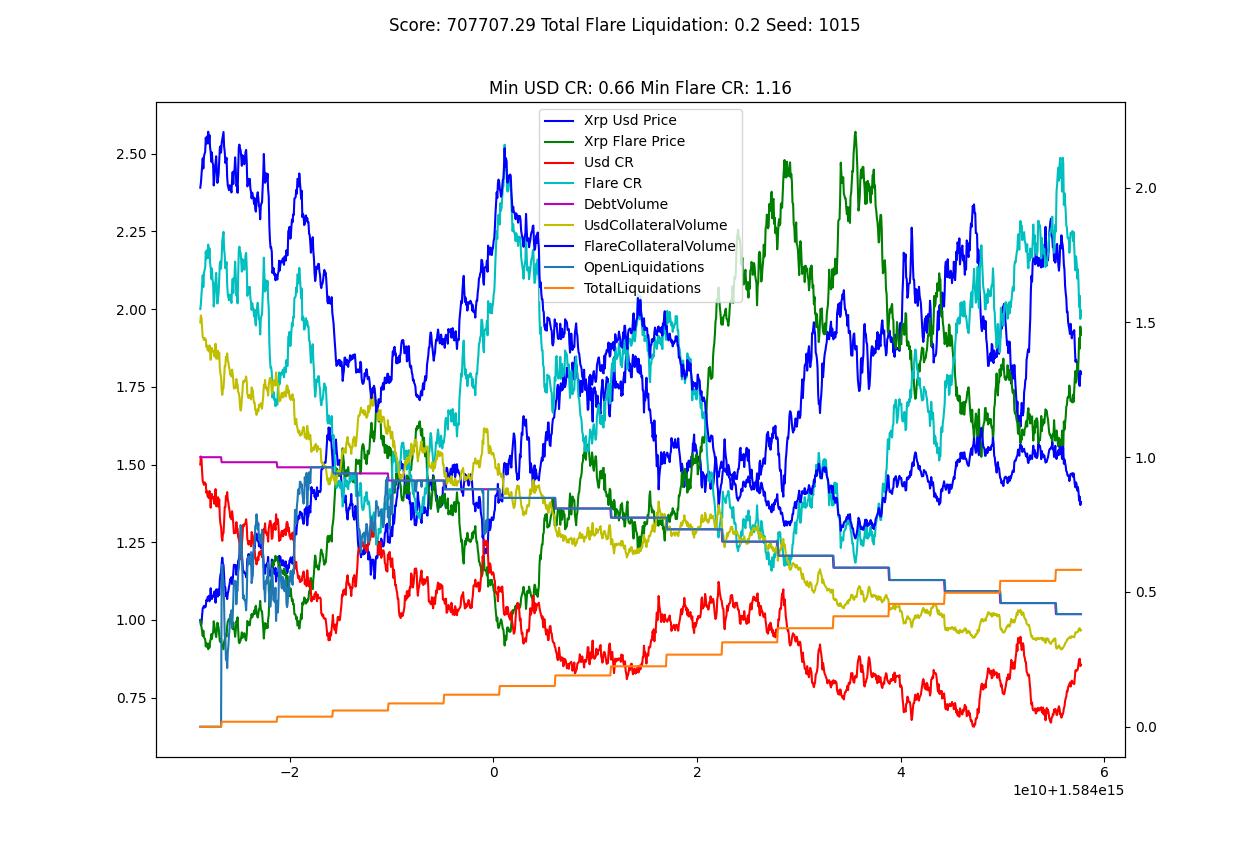 Score: 707707.29 Total Flare Liquidation: 0.2 Seed: 1015
Min USD CR: 0.66 Min Flare CR: 1.16
Xrp Usd Price
Xrp Flare Price
Usd CR
Flare CR
DebtVolume
UsdCollateralVolume
FlareCollateralVolume
OpenLiquidations
TotalLiquidations
2.50
2.25
2.00
1.75
1.50
1.25
1.00
0.75
2.0
1.5
1.0
0.5
0.0
−2 0 2 4 6
1e10+1.584e15